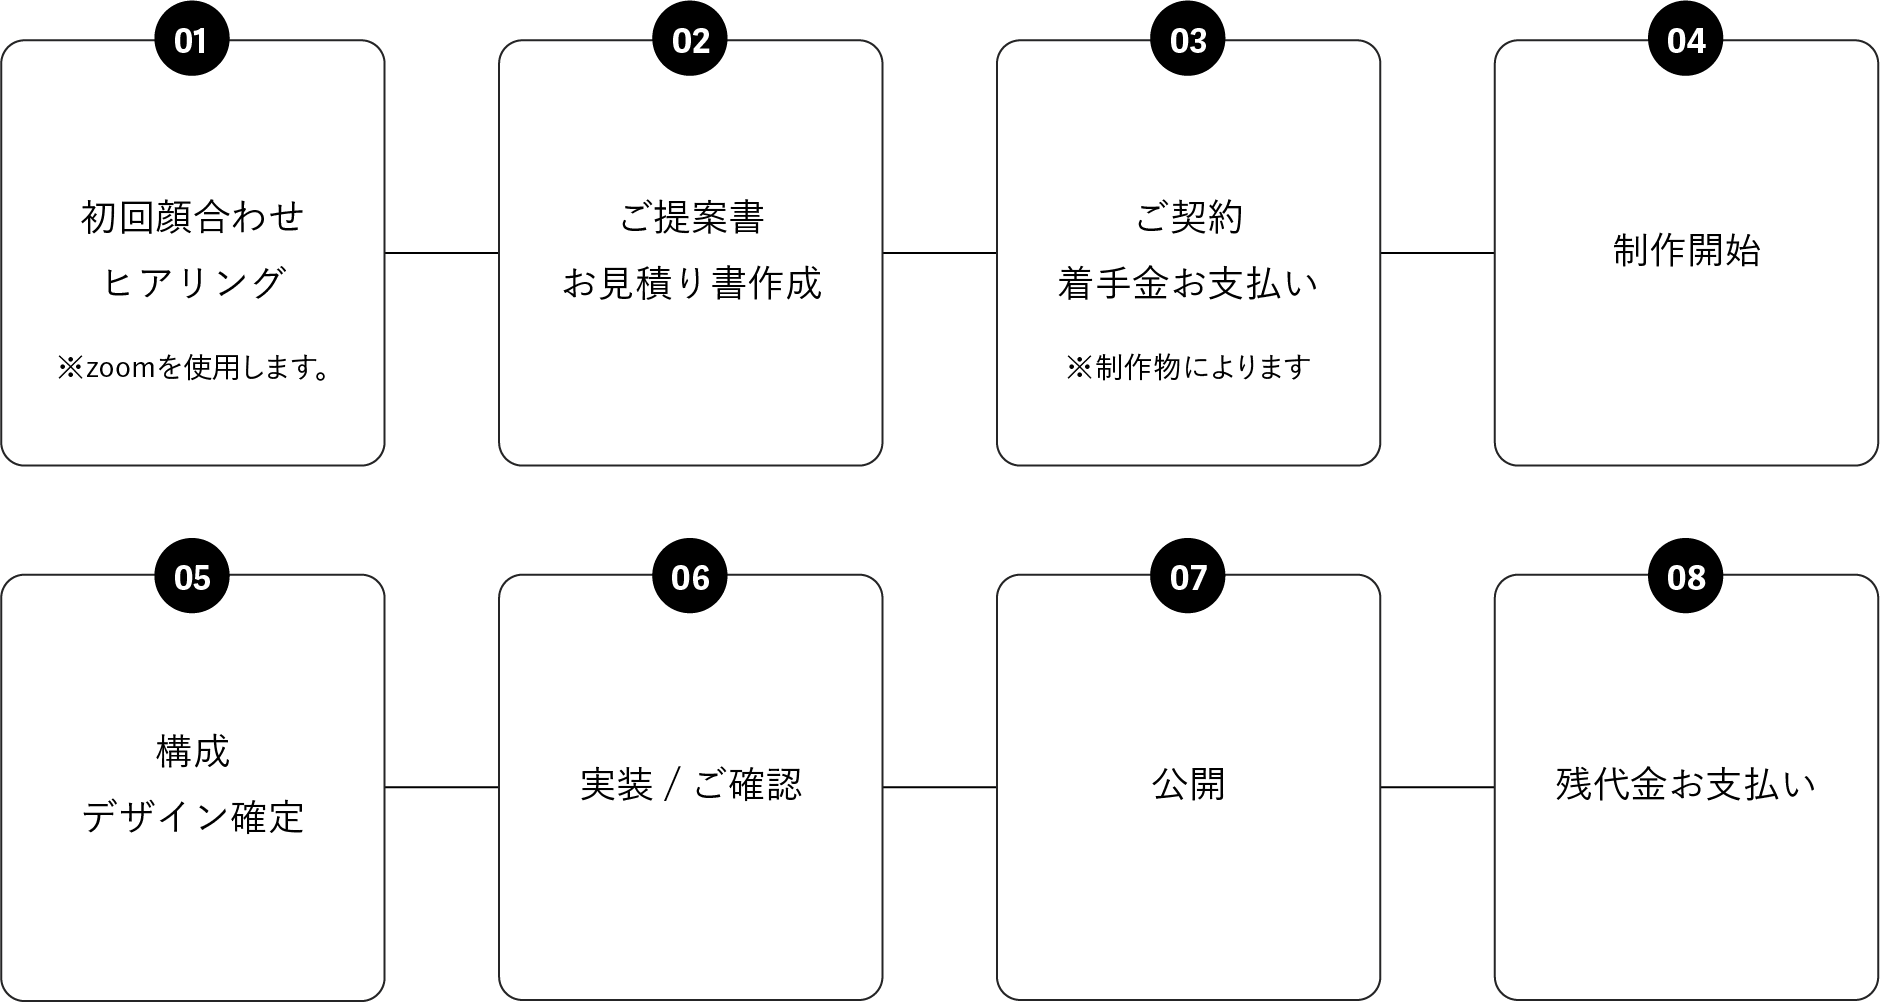 01
初回顔合わせ
ヒアリング
※zoomを使用します。
02
ご提案書
お見積り書作成
03
ご契約
着手金お支払い
※制作物によります
04
制作開始
05
構成
デザイン確定
06
実装 / ご確認
07
公開
08
残代金お支払い